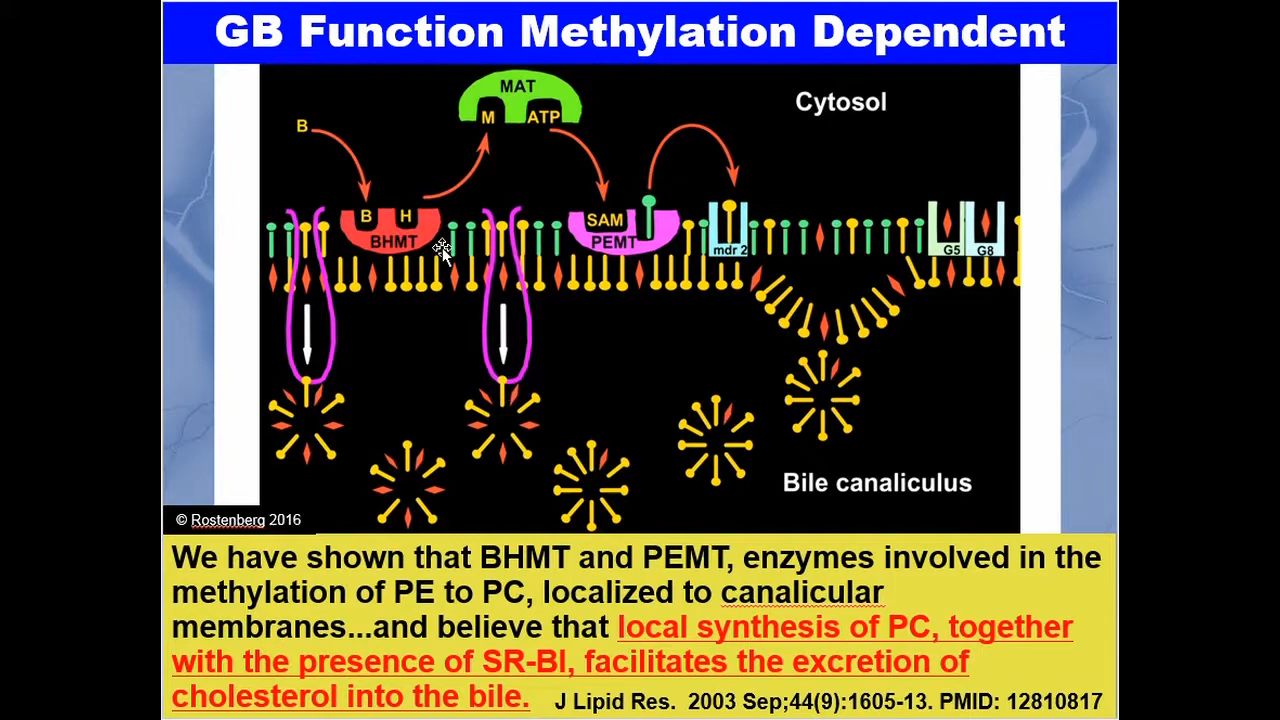 GB Function Methylation Dependent
MAT
M ATP
Cytosol
B
B H
BHMT
SAM
PEMT
mdr 2
G5 G8
Bile canaliculus
© Rostenberg 2016
We have shown that BHMT and PEMT, enzymes involved in the
methylation of PE to PC, localized to canalicular
membranes...and believe that local synthesis of PC, together
with the presence of SR-BI, facilitates the excretion of
cholesterol into the bile. J Lipid Res. 2003 Sep;44(9):1605-13. PMID: 12810817